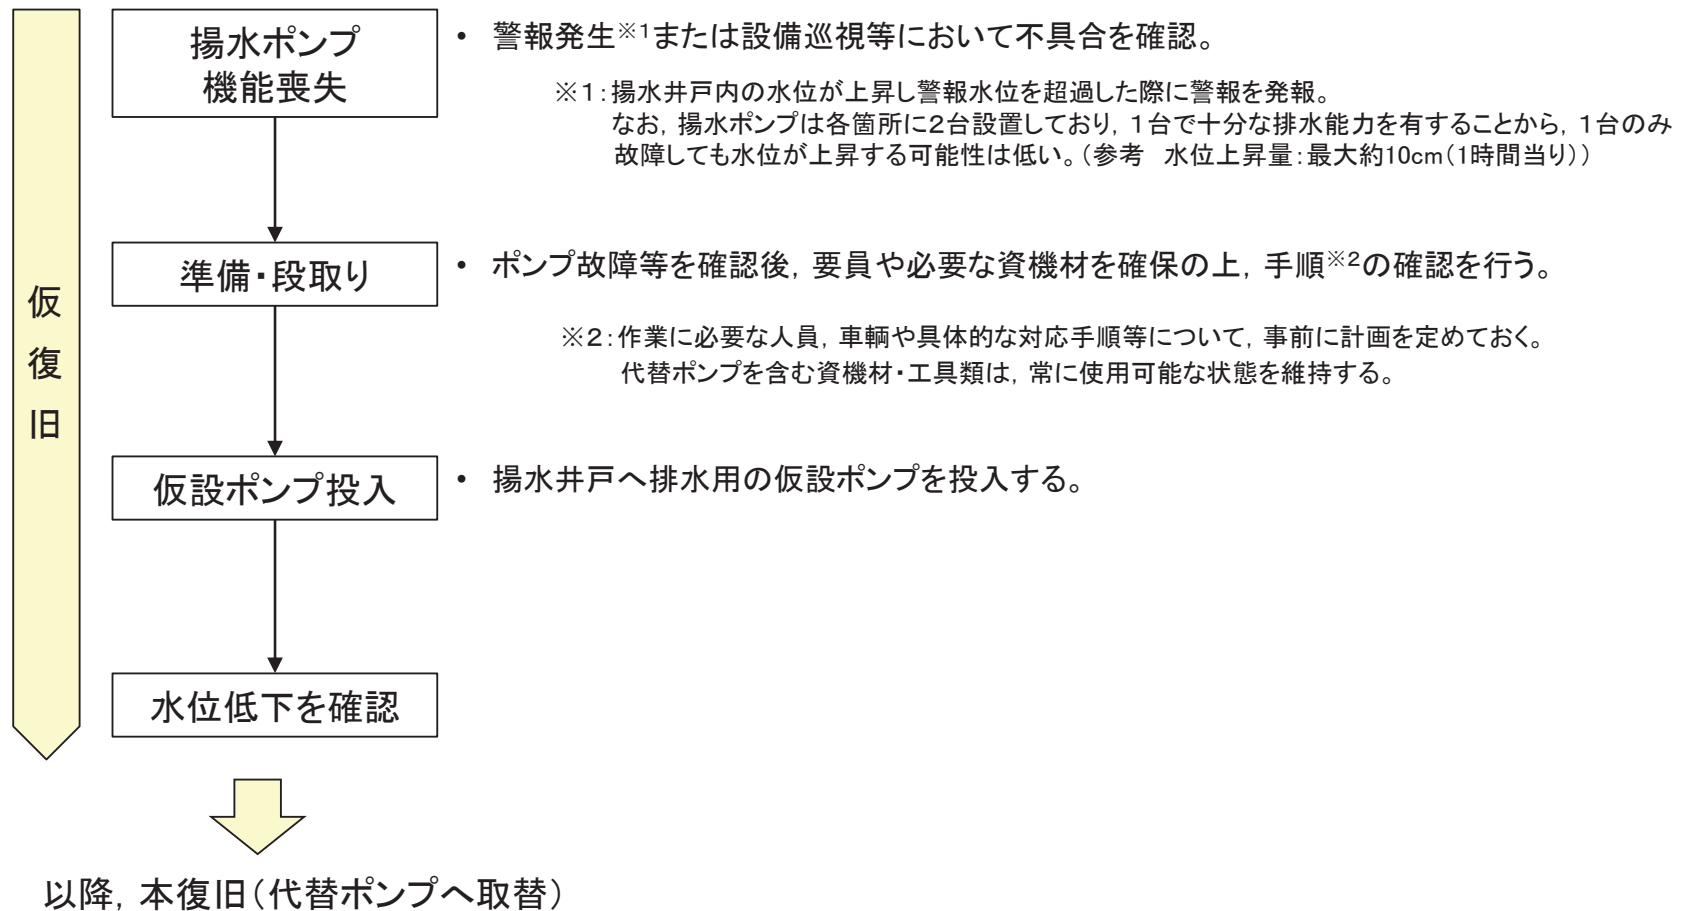 揚水ポンプ
機能喪失
• 警報発生※1または設備巡視等において不具合を確認。
※1:揚水井戸内の水位が上昇し警報水位を超過した際に警報を発報。
なお,揚水ポンプは各箇所に2台設置しており,1台で十分な排水能力を有することから,1台のみ
故障しても水位が上昇する可能性は低い。(参考 水位上昇量:最大約10cm(1時間当り))
準備・段取り
• ポンプ故障等を確認後,要員や必要な資機材を確保の上,手順※2の確認を行う。
※2:作業に必要な人員,車輌や具体的な対応手順等について,事前に計画を定めておく。
代替ポンプを含む資機材・工具類は,常に使用可能な状態を維持する。
仮
復
旧
仮設ポンプ投入
• 揚水井戸へ排水用の仮設ポンプを投入する。
水位低下を確認
以降,本復旧(代替ポンプへ取替)